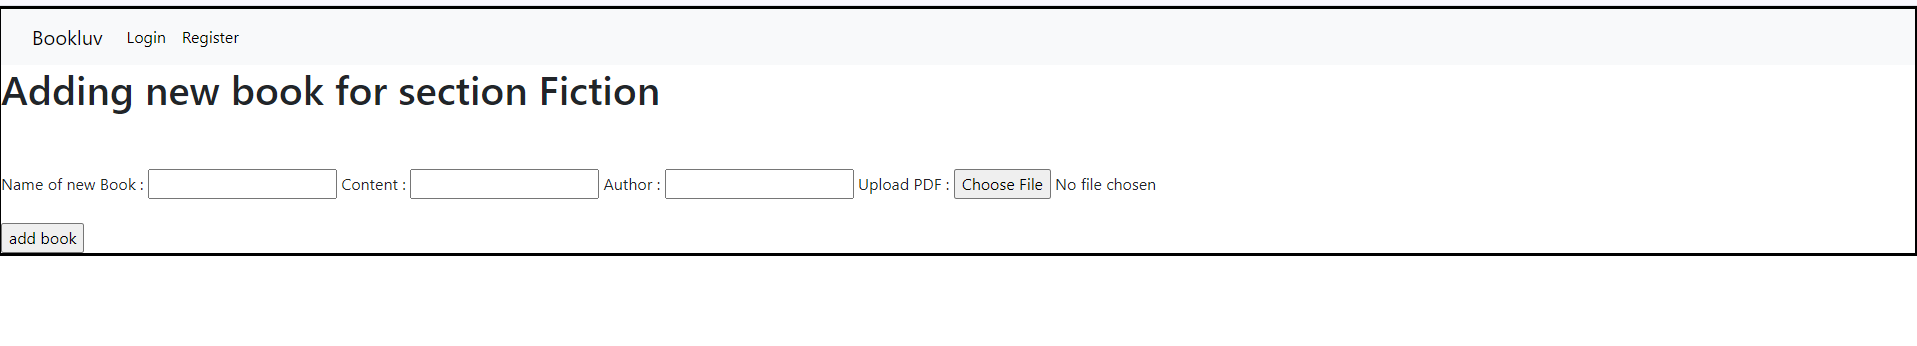 Bookluv Login Register
Adding new book for section Fiction
Name of new Book : Content : Author : Upload PDF : Choose File No file chosen
add book